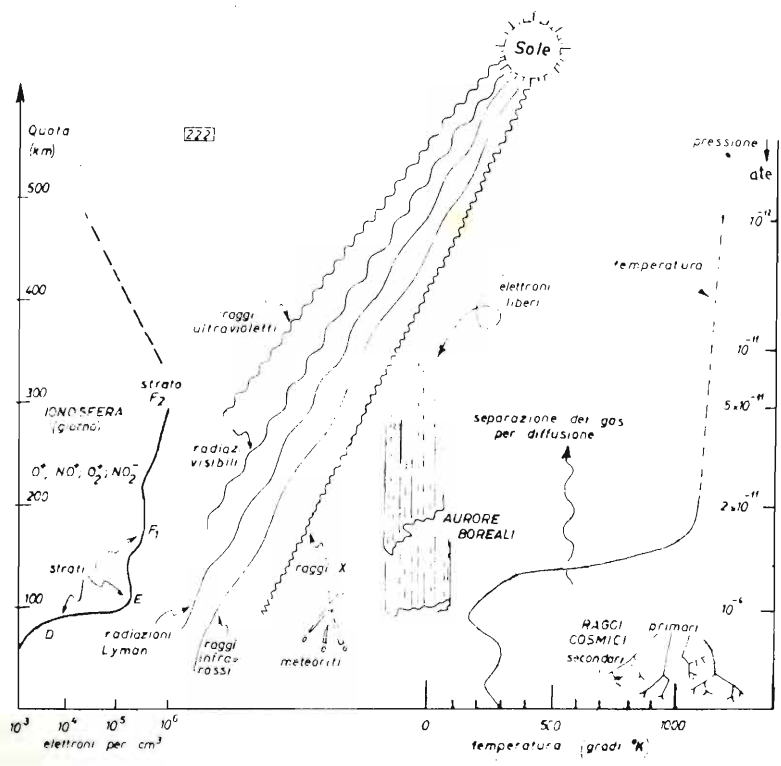 Sole
Quota
(km)
222
pressione
ate
500
10⁻¹²
temperatura
400
elettroni
liberi
raggi
ultravioletti
10⁻¹¹
strato
F₂
300
IONOSFERA
(giorno)
5×10⁻¹¹
separazione dei gas
per diffusione
radiaz.
visibili
O⁺, NO⁺, O₂⁺; NO₂⁻
200
2×10⁻¹¹
AURORE
BOREALI
F₁
strati
raggi X
E
100
10⁻⁶
D
radiazioni
Lyman
raggi
infra-
rossi
meteoriti
RAGGI
COSMICI
primari
secondari
10³ 10⁴ 10⁵ 10⁶
elettroni per cm³
0 500 1000
temperatura (gradi °K)